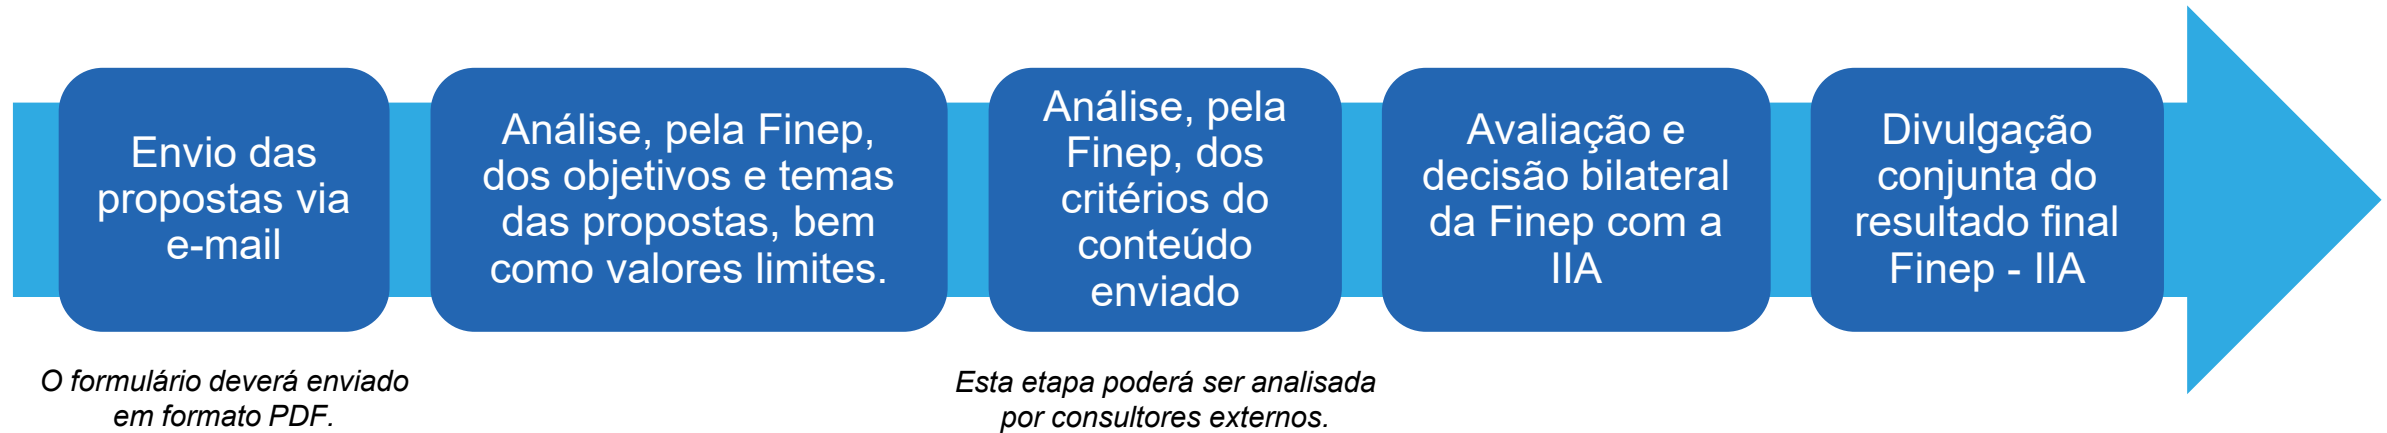 Envio das
propostas via
e-mail
Análise, pela Finep,
dos objetivos e temas
das propostas, bem
como valores limites.
Análise, pela
Finep, dos
critérios do
conteúdo
enviado
Avaliação e
decisão bilateral
da Finep com a
IIA
Divulgação
conjunta do
resultado final
Finep - IIA
O formulário deverá enviado
em formato PDF.
Esta etapa poderá ser analisada
por consultores externos.